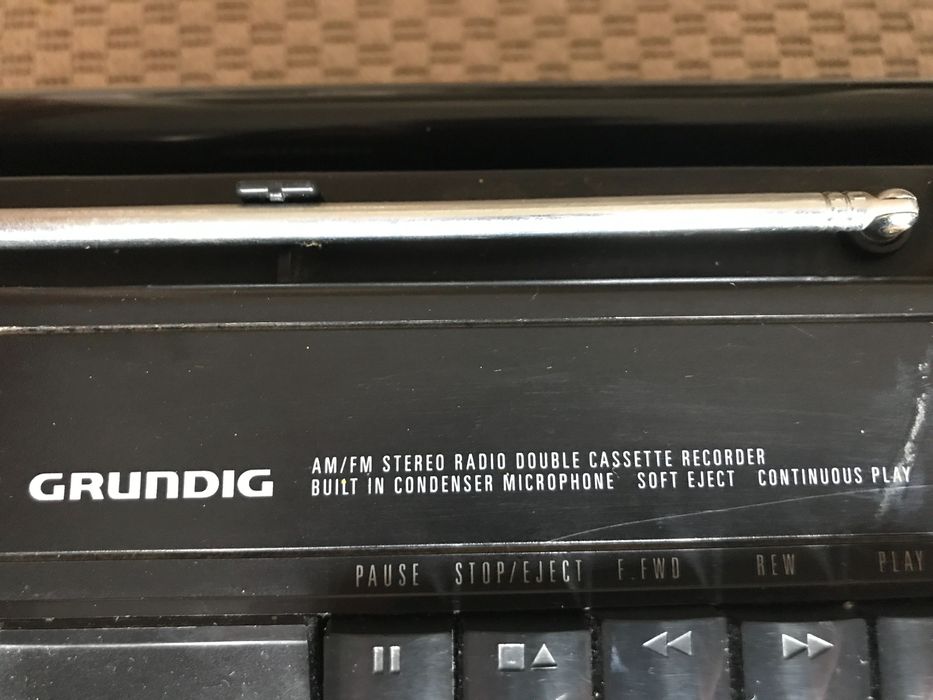 GRUNDIG
AM/FM STEREO RADIO DOUBLE CASSETTE RECORDER
BUILT IN CONDENSER MICROPHONE SOFT EJECT CONTINUOUS PLAY
PAUSE STOP/EJECT F.FWD REW PLAY